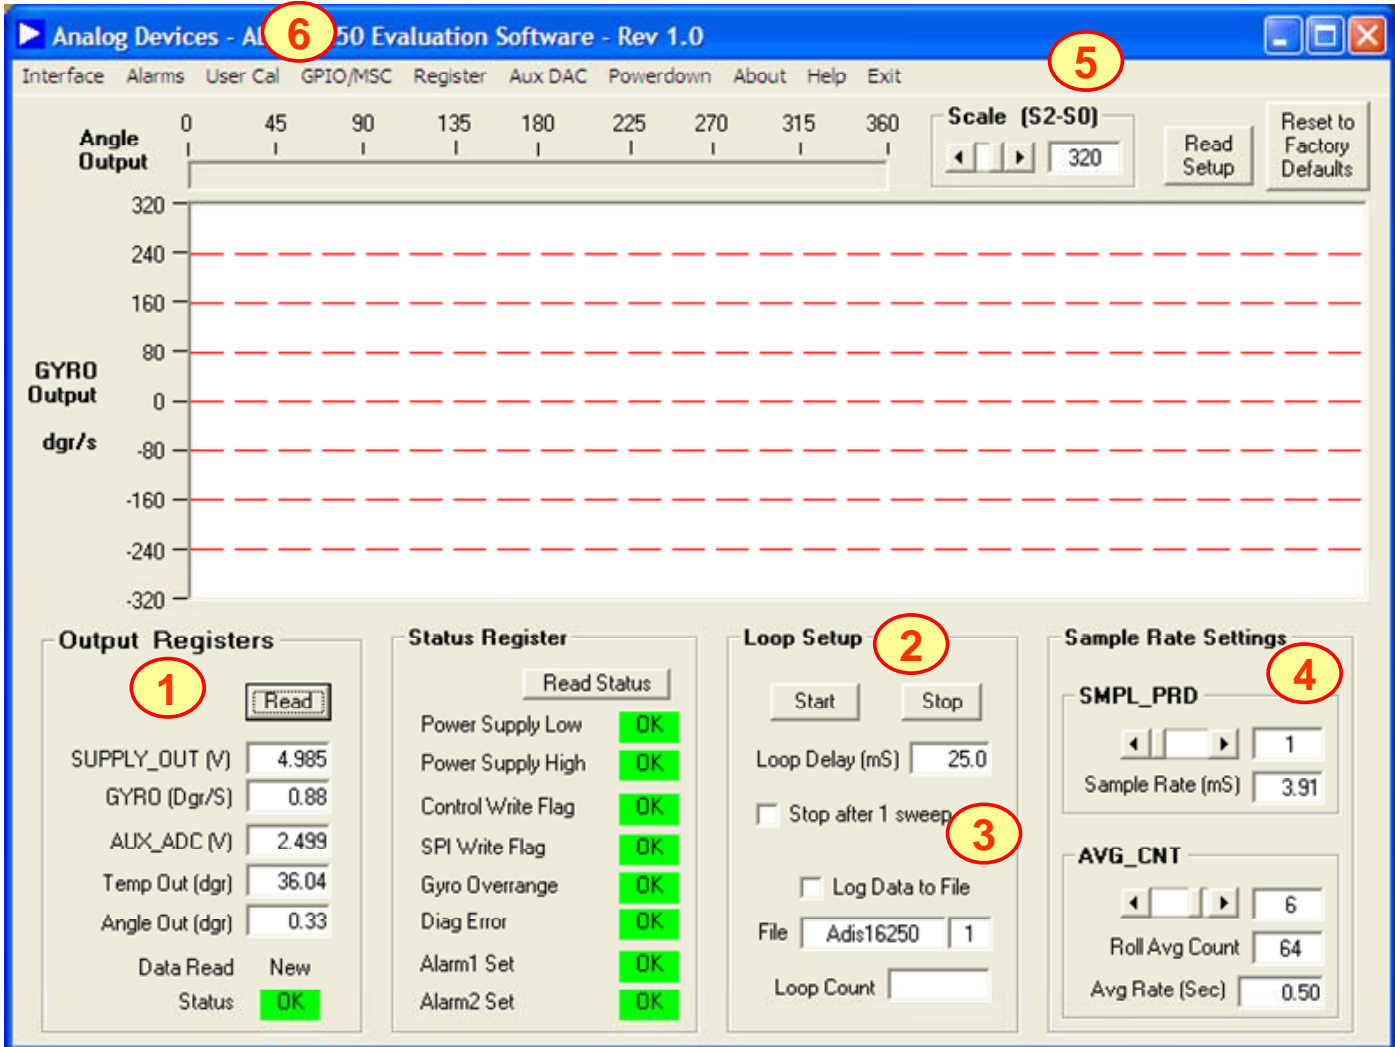 Analog Devices - A 50 Evaluation Software - Rev 1.0
6
Interface Alarms User Cal GPIO/MSC Register Aux DAC Powerdown About Help Exit
5
Angle Output
0 45 90 135 180 225 270 315 360
Scale (S2-S0)
320
Read Setup
Reset to Factory Defaults
GYRO Output
dgr/s
320
240
160
80
0
-80
-160
-240
-320
Output Registers
1
Read
SUPPLY_OUT (V) 4.985
GYRO (Dgr/S) 0.88
AUX_ADC (V) 2.499
Temp Out (dgr) 36.04
Angle Out (dgr) 0.33
Data Read New
Status OK
Status Register
Read Status
Power Supply Low OK
Power Supply High OK
Control Write Flag OK
SPI Write Flag OK
Gyro Overrange OK
Diag Error OK
Alarm1 Set OK
Alarm2 Set OK
Loop Setup
2
Start Stop
Loop Delay (mS) 25.0
Stop after 1 sweep
3
Log Data to File
File Adis16250 1
Loop Count
Sample Rate Settings
4
SMPL_PRD
1
Sample Rate (mS) 3.91
AVG_CNT
6
Roll Avg Count 64
Avg Rate (Sec) 0.50